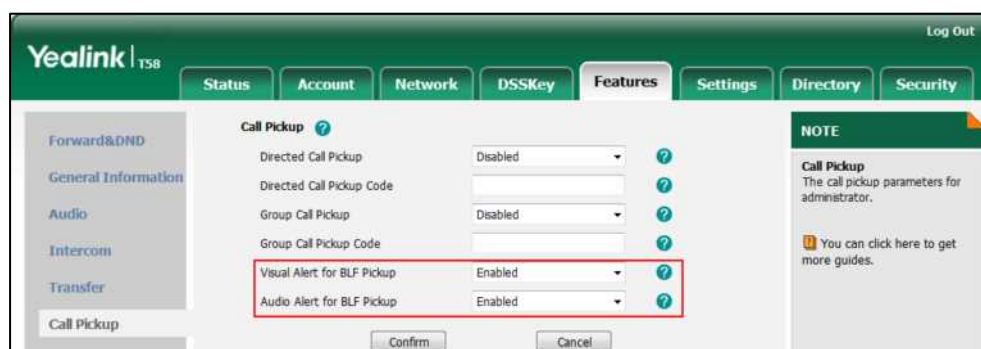 Log Out
Yealink T58
Status Account Network DSSKey Features Settings Directory Security
Forward&DND
General Information
Audio
Intercom
Transfer
Call Pickup
Call Pickup ?
Directed Call Pickup Disabled ?
Directed Call Pickup Code ?
Group Call Pickup Disabled ?
Group Call Pickup Code ?
Visual Alert for BLF Pickup Enabled ?
Audio Alert for BLF Pickup Enabled ?
Confirm Cancel
NOTE
Call Pickup
The call pickup parameters for
administrator.
You can click here to get
more guides.